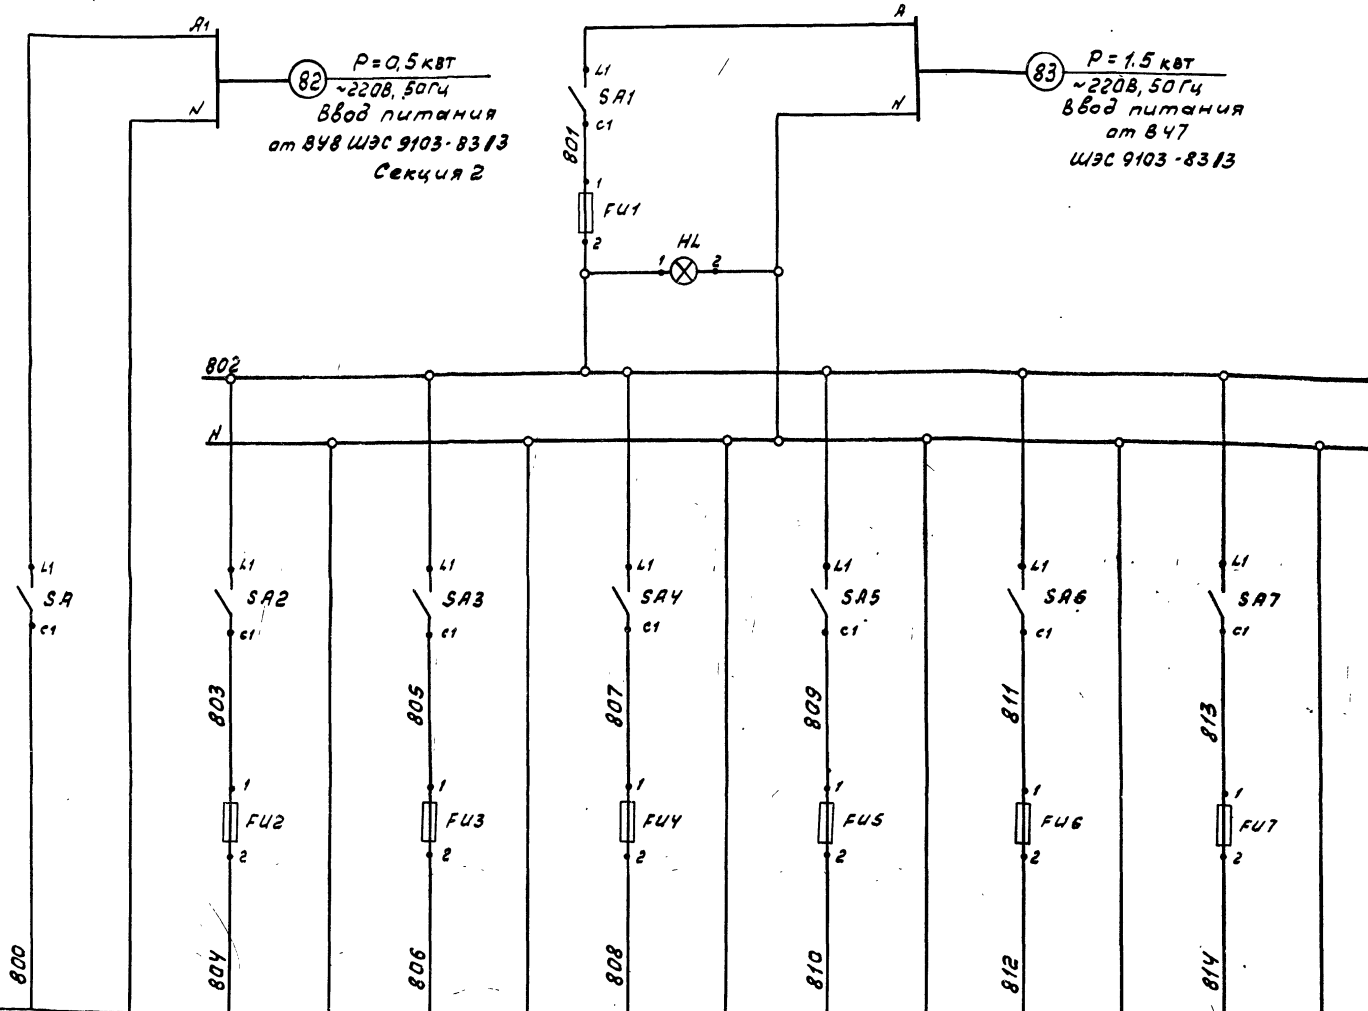 A1
N
82
P=0,5 квт
~220В, 50Гц
Ввод питания
от ВУ8 ШЭС 9103-83/13
Секция 2
A
N
83
P=1.5 квт
~220В, 50Гц
Ввод питания
от ВУ7
ШЭС 9103-83/13
L1
SA1
C1
801
1
FU1
2
HL
1
2
802
N
L1
SA
C1
800
L1
SA2
C1
803
1
FU2
2
804
L1
SA3
C1
805
1
FU3
2
806
L1
SA4
C1
807
1
FU4
2
808
L1
SA5
C1
809
1
FU5
2
810
L1
SA6
C1
811
1
FU6
2
812
L1
SA7
C1
813
1
FU7
2
814